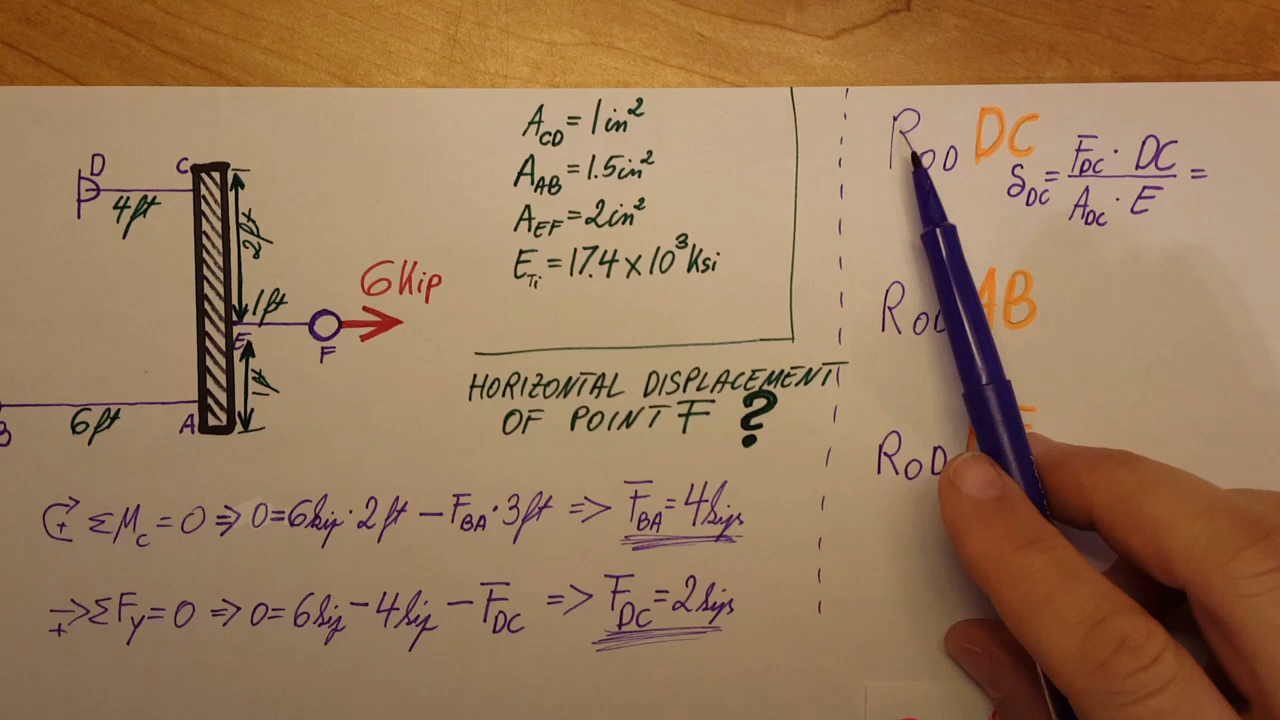 D
C
4ft
2ft
1ft
6Kip
E
F
1ft
B
6ft
A
A_CD = 1in²
A_AB = 1.5in²
A_EF = 2in²
E_Ti = 17.4 x 10³ Ksi
HORIZONTAL DISPLACEMENT
OF POINT F ?
+ ΣM_C = 0 => 0=6kip·2ft − F_BA·3ft => F_BA = 4kips
→+ ΣF_y = 0 => 0=6kip−4kip − F_DC => F_DC = 2kips
ROD DC
δ_DC = F_DC · DC / A_DC · E =
ROD AB
ROD